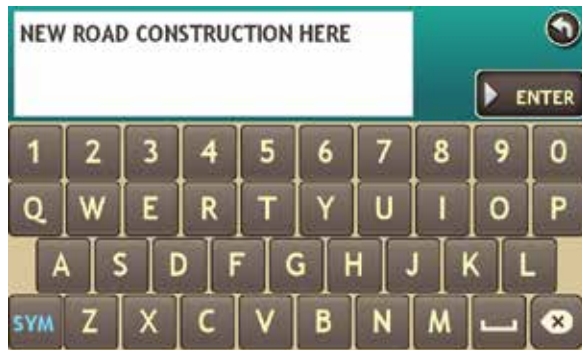 NEW ROAD CONSTRUCTION HERE
ENTER
1 2 3 4 5 6 7 8 9 0
Q W E R T Y U I O P
A S D F G H J K L
SYM Z X C V B N M